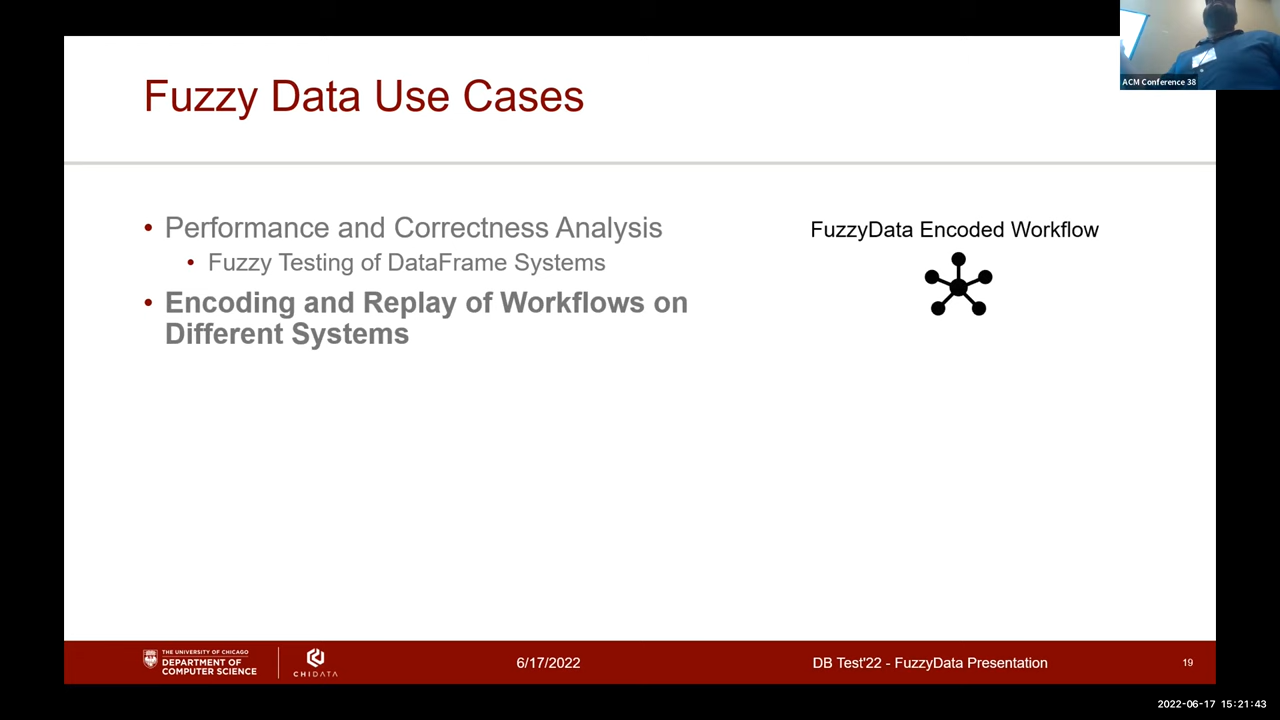 ACM Conference 38
Fuzzy Data Use Cases
• Performance and Correctness Analysis
• Fuzzy Testing of DataFrame Systems
• Encoding and Replay of Workflows on
Different Systems
FuzzyData Encoded Workflow
THE UNIVERSITY OF CHICAGO
DEPARTMENT OF
COMPUTER SCIENCE
CHIDATA
6/17/2022
DB Test'22 - FuzzyData Presentation
19
2022-06-17 15:21:43